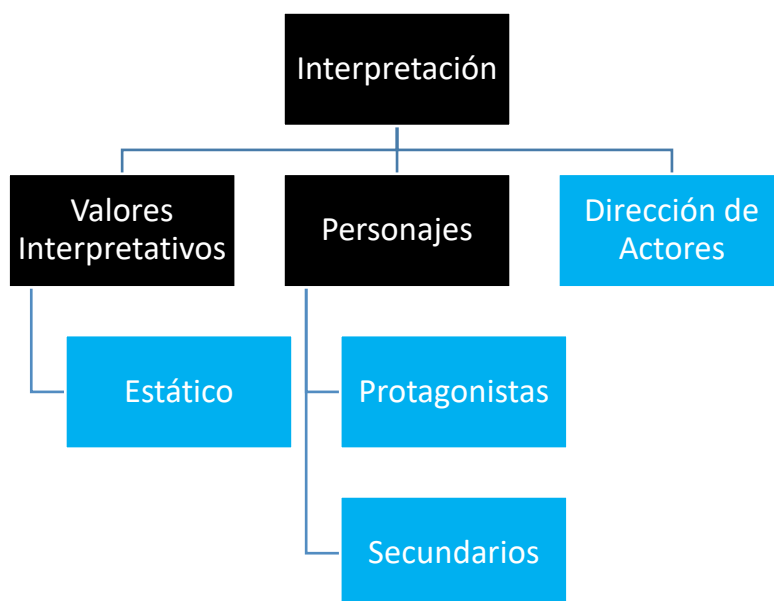 Interpretación
Valores
Interpretativos
Personajes
Dirección de
Actores
Estático
Protagonistas
Secundarios